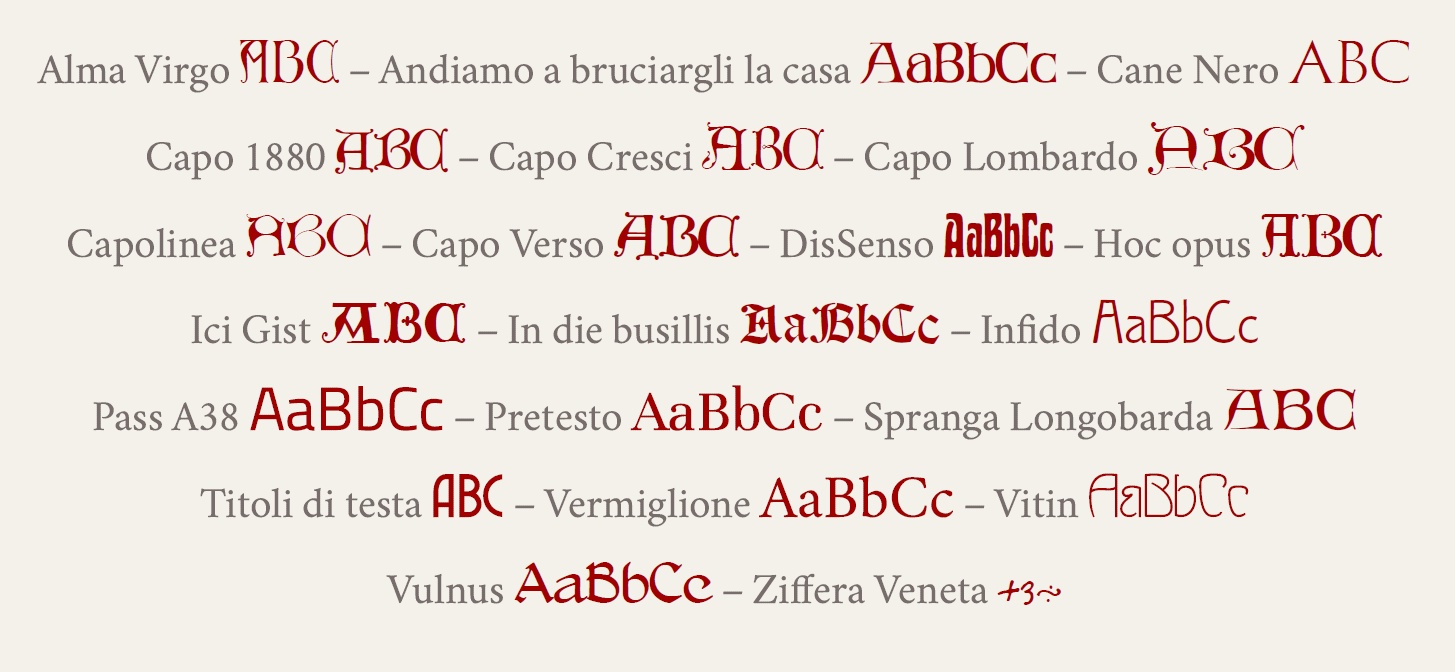 Alma Virgo ABC – Andiamo a bruciargli la casa AaBbCc – Cane Nero ABC
Capo 1880 ABC – Capo Cresci ABC – Capo Lombardo ABC
Capolinea ABC – Capo Verso ABC – DisSenso AaBbCc – Hoc opus ABC
Ici Gist ABC – In die busillis AaBbCc – Infido AaBbCc
Pass A38 AaBbCc – Pretesto AaBbCc – Spranga Longobarda ABC
Titoli di testa ABC – Vermiglione AaBbCc – Vitin AaBbCc
Vulnus AaBbCc – Ziffera Veneta